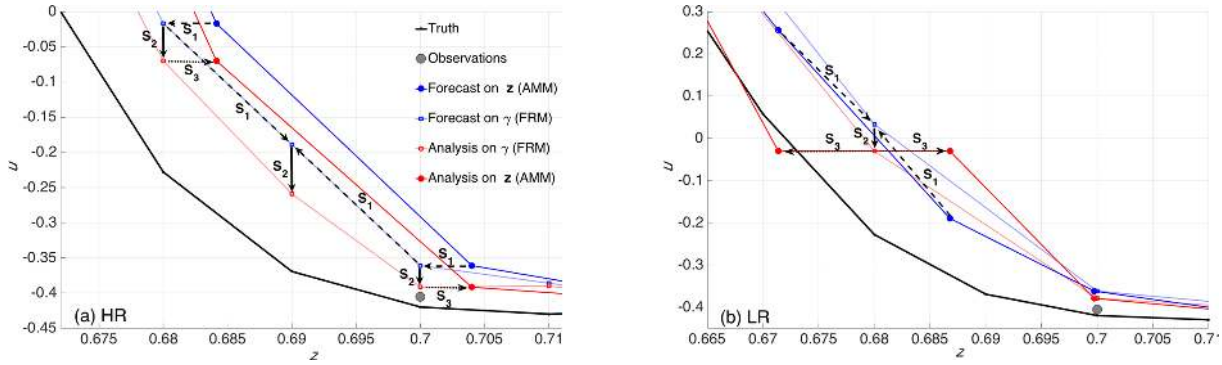 0
-0.05
-0.1
-0.15
-0.2
-0.25
-0.3
-0.35
-0.4
-0.45
u
S₁
S₂
S₃
S₁
S₂
S₁
S₁
S₂
S₃
Truth
Observations
Forecast on z (AMM)
Forecast on γ (FRM)
Analysis on γ (FRM)
Analysis on z (AMM)
(a) HR
0.675 0.68 0.685 0.69 0.695 0.7 0.705 0.71
z
0.3
0.2
0.1
0
-0.1
-0.2
-0.3
-0.4
u
S₁
S₃ S₂ S₃
S₁
(b) LR
0.665 0.67 0.675 0.68 0.685 0.69 0.695 0.7 0.705 0.71
z